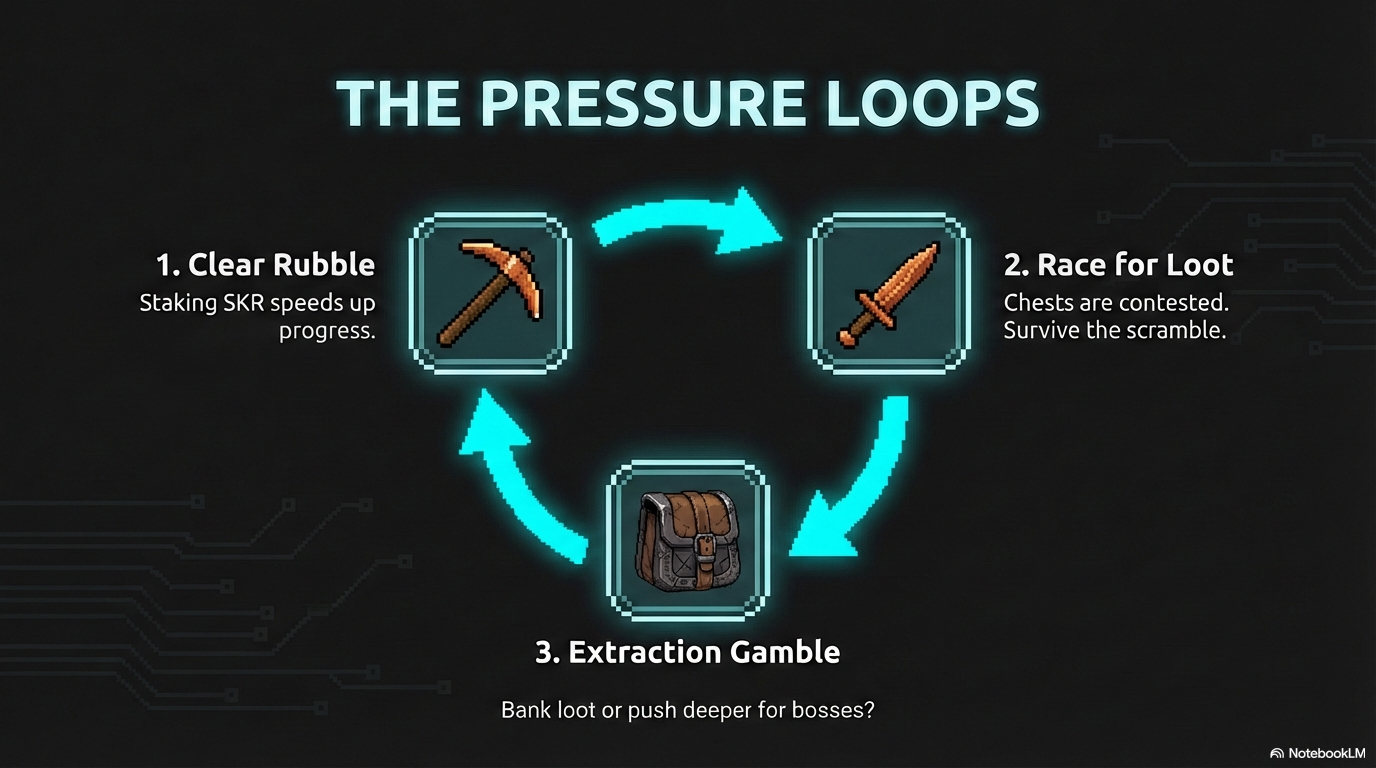 THE PRESSURE LOOPS
1. Clear Rubble
Staking SKR speeds up
progress.
2. Race for Loot
Chests are contested.
Survive the scramble.
3. Extraction Gamble
Bank loot or push deeper for bosses?
NotebookLM